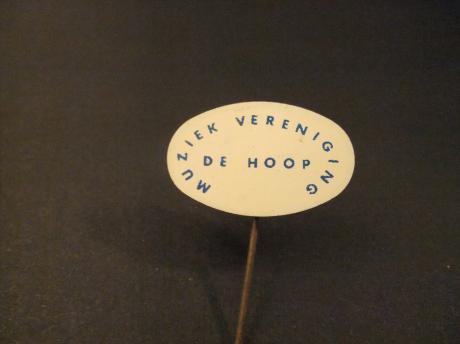 MUZIEK VERENIGING
DE HOOP